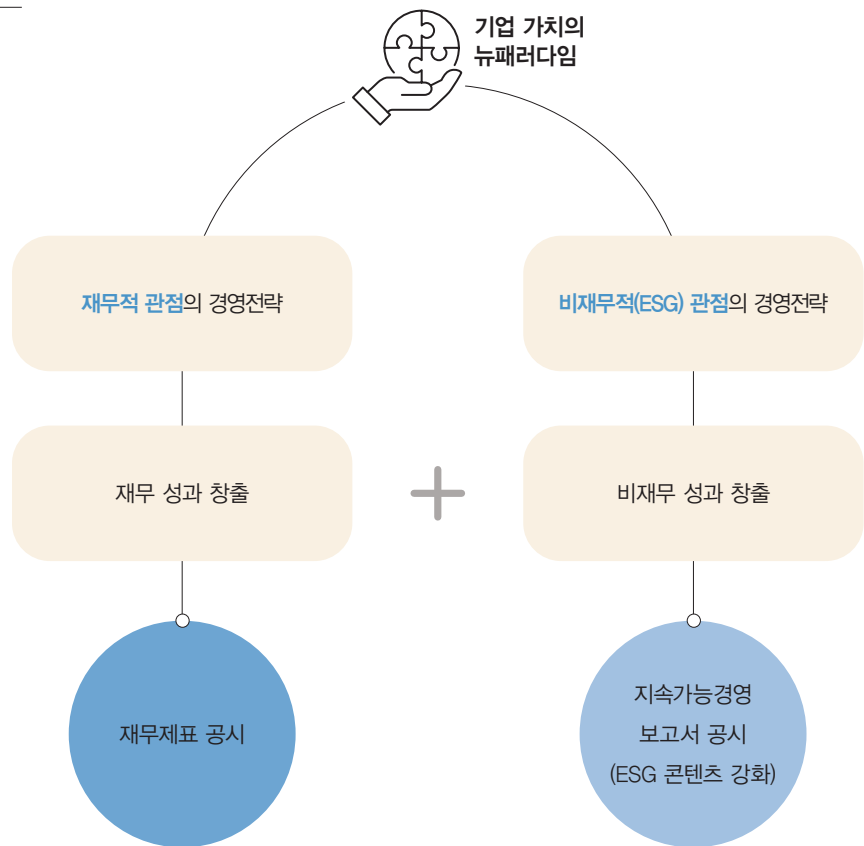 기업 가치의
뉴패러다임
재무적 관점의 경영전략
비재무적(ESG) 관점의 경영전략
재무 성과 창출
비재무 성과 창출
재무제표 공시
지속가능경영
보고서 공시
(ESG 콘텐츠 강화)